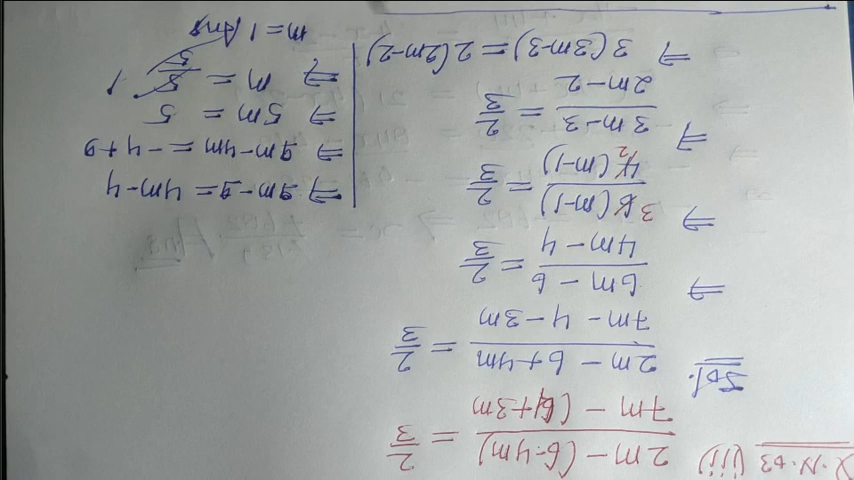 Q.N.03 (iii) (2m - (6-4m)) / (7m - (4+3m) = 2/3
Sol. (2m - 6 + 4m) / (7m - 4 - 3m) = 2/3
⇒ (6m - 6) / (4m - 4) = 2/3
⇒ 3 6(m-1) / 4 2 (m-1) = 2/3
⇒ (3m - 3) / (2m - 2) = 2/3
⇒ 3(3m-3) = 2(2m-2)
⇒ 9m - 9 = 4m - 4
⇒ 9m - 4m = -4 + 9
⇒ 5m = 5
⇒ m = 5/5 1
m = 1 Ans